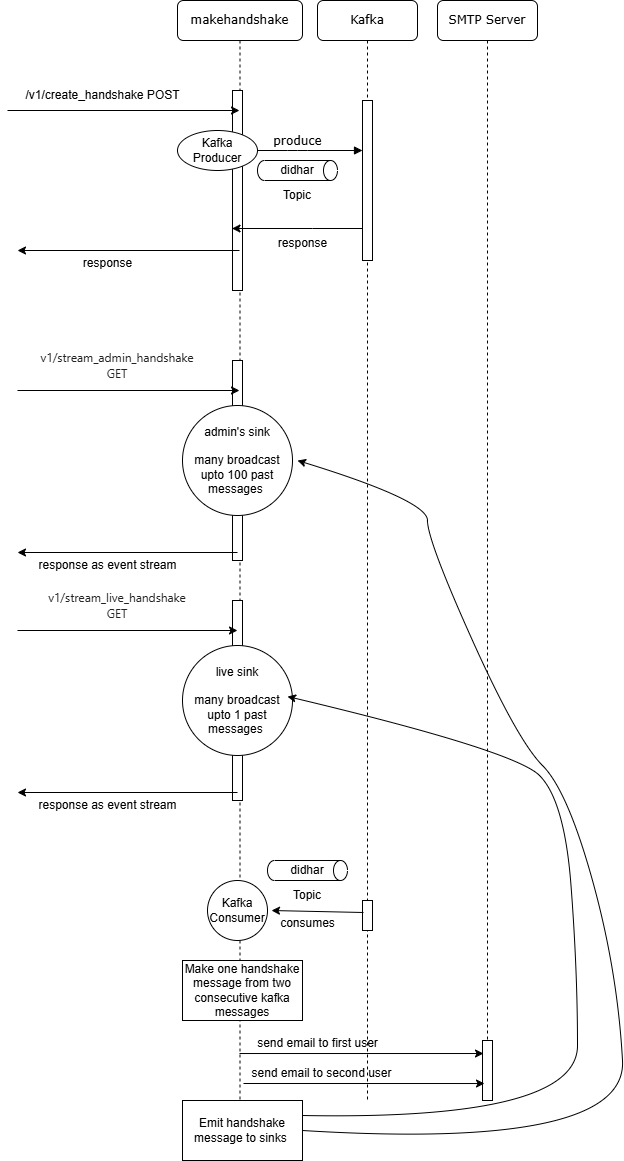 makehandshake
Kafka
SMTP Server
/v1/create_handshake POST
Kafka
Producer
produce
didhar
Topic
response
response
v1/stream_admin_handshake
GET
admin's sink
many broadcast
upto 100 past
messages
response as event stream
v1/stream_live_handshake
GET
live sink
many broadcast
upto 1 past
messages
response as event stream
didhar
Topic
Kafka
Consumer
consumes
Make one handshake
message from two
consecutive kafka
messages
send email to first user
send email to second user
Emit handshake
message to sinks